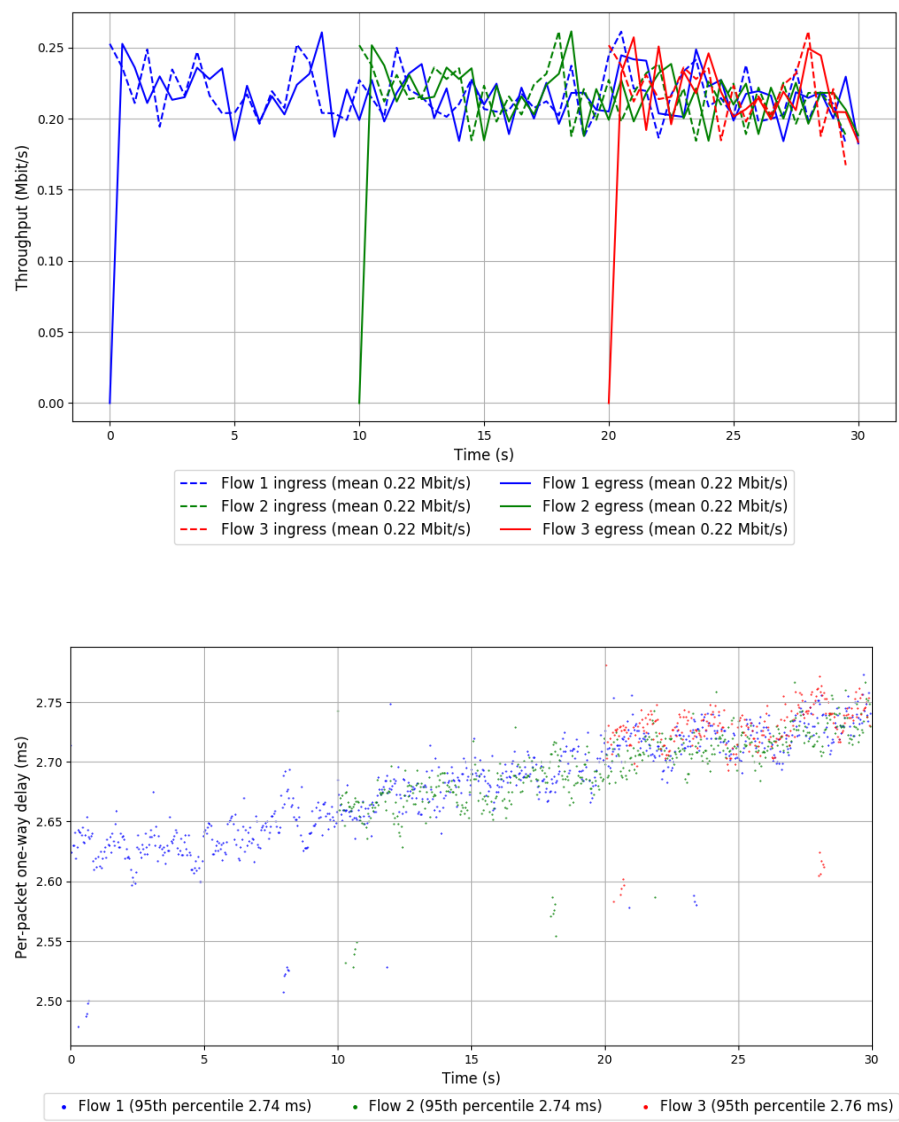 0.25
0.20
0.15
0.10
0.05
0.00
Throughput (Mbit/s)
0 5 10 15 20 25 30
Time (s)
Flow 1 ingress (mean 0.22 Mbit/s) Flow 1 egress (mean 0.22 Mbit/s)
Flow 2 ingress (mean 0.22 Mbit/s) Flow 2 egress (mean 0.22 Mbit/s)
Flow 3 ingress (mean 0.22 Mbit/s) Flow 3 egress (mean 0.22 Mbit/s)
2.75
2.70
2.65
2.60
2.55
2.50
Per-packet one-way delay (ms)
0 5 10 15 20 25 30
Time (s)
Flow 1 (95th percentile 2.74 ms) Flow 2 (95th percentile 2.74 ms) Flow 3 (95th percentile 2.76 ms)